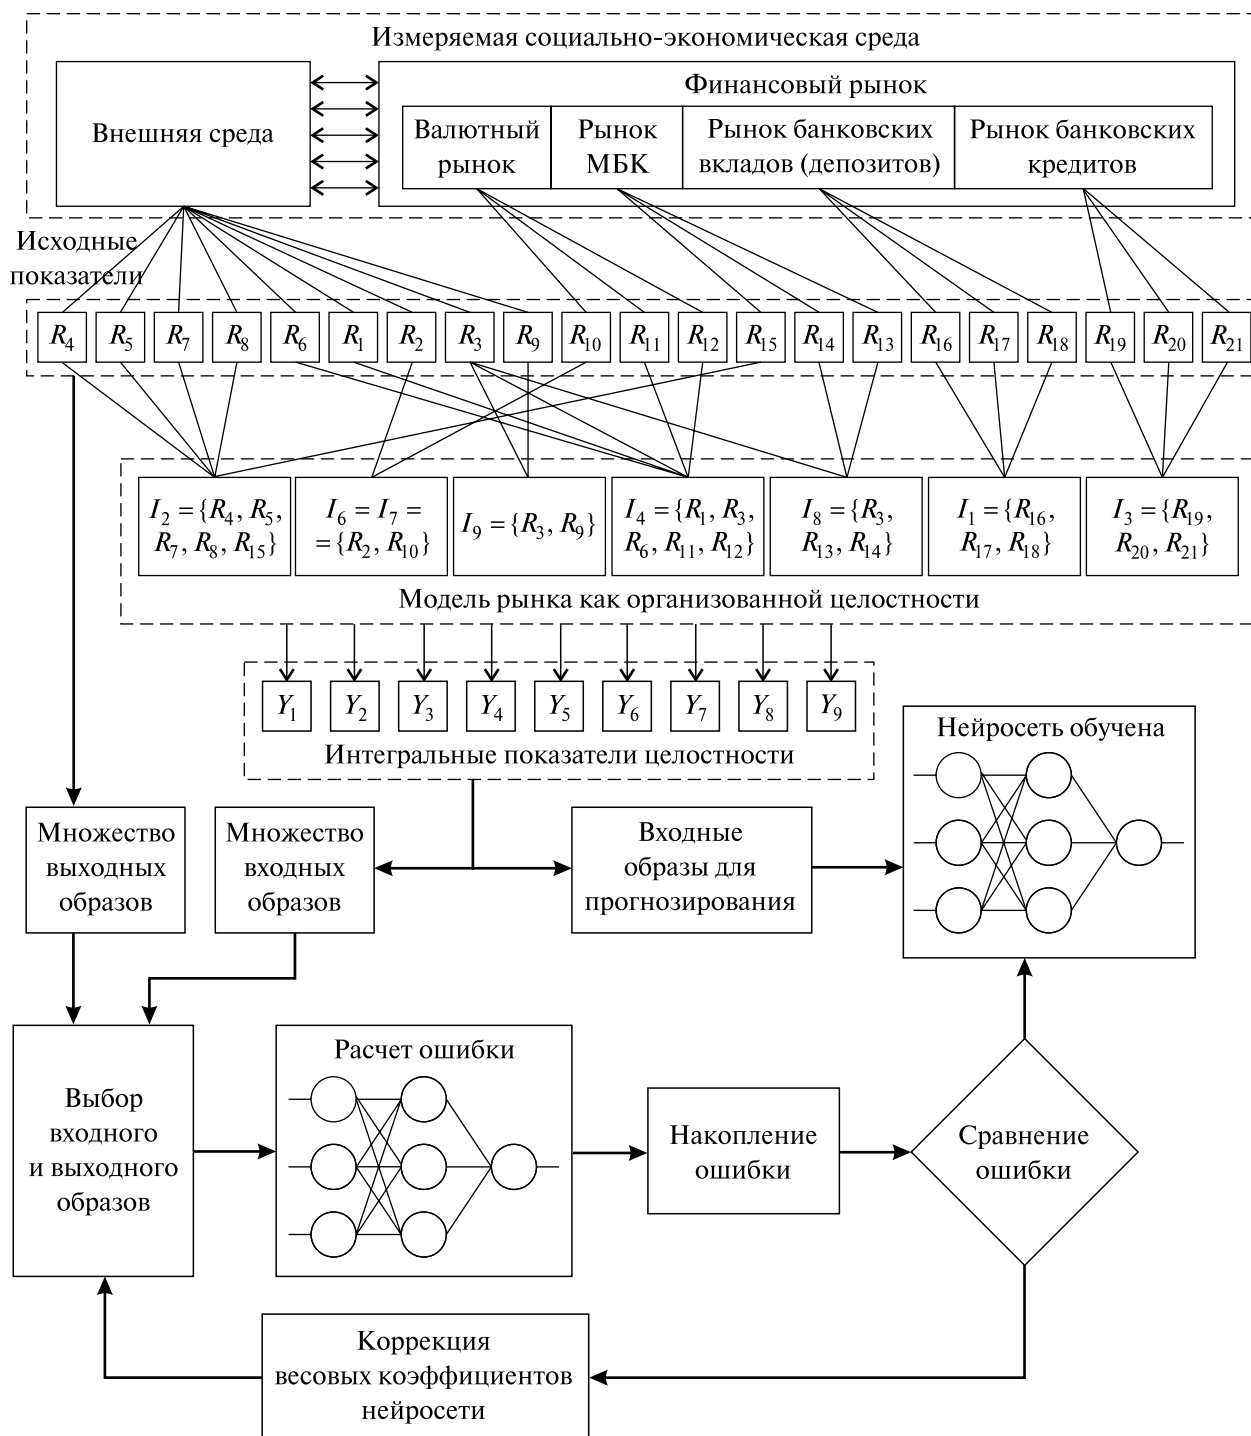 Измеряемая социально-экономическая среда
Внешняя среда
Финансовый рынок
Валютный
рынок
Рынок
МБК
Рынок банковских
вкладов (депозитов)
Рынок банковских
кредитов
Исходные
показатели
R₄ R₅ R₇ R₈ R₆ R₁ R₂ R₃ R₉ R₁₀ R₁₁ R₁₂ R₁₅ R₁₄ R₁₃ R₁₆ R₁₇ R₁₈ R₁₉ R₂₀ R₂₁
I₂ = {R₄, R₅,
R₇, R₈, R₁₅}
I₆ = I₇ =
= {R₂, R₁₀}
I₉ = {R₃, R₉}
I₄ = {R₁, R₃,
R₆, R₁₁, R₁₂}
I₈ = {R₃,
R₁₃, R₁₄}
I₁ = {R₁₆,
R₁₇, R₁₈}
I₃ = {R₁₉,
R₂₀, R₂₁}
Модель рынка как организованной целостности
Y₁ Y₂ Y₃ Y₄ Y₅ Y₆ Y₇ Y₈ Y₉
Интегральные показатели целостности
Нейросеть обучена
Множество
выходных
образов
Множество
входных
образов
Входные
образы для
прогнозирования
Выбор
входного
и выходного
образов
Расчет ошибки
Накопление
ошибки
Сравнение
ошибки
Коррекция
весовых коэффициентов
нейросети